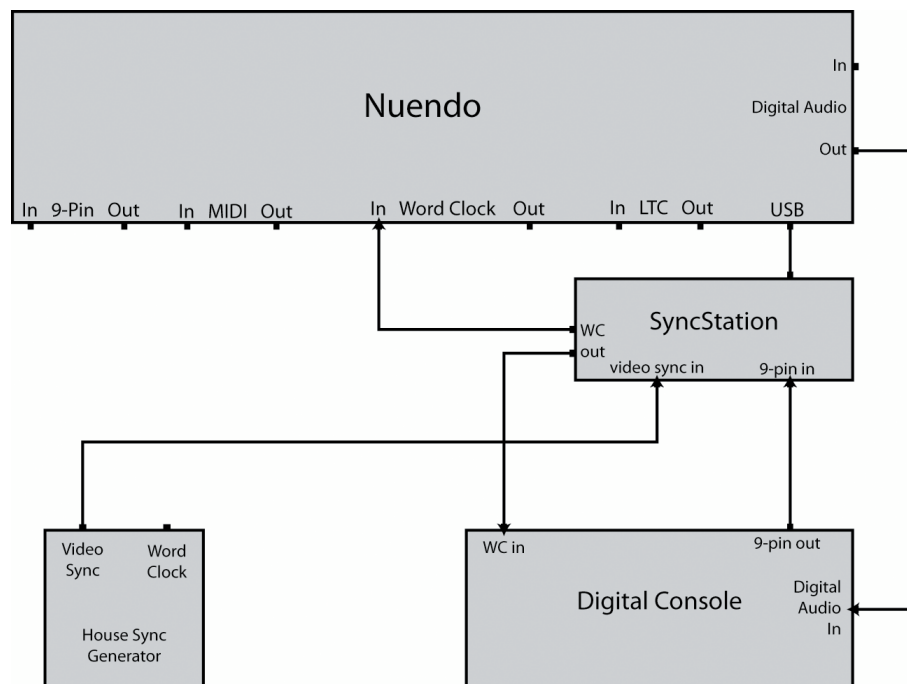 In
Nuendo
Digital Audio
Out
In 9-Pin Out In MIDI Out In Word Clock Out In LTC Out USB
SyncStation
WC
out
video sync in 9-pin in
Video
Sync
Word
Clock
House Sync
Generator
WC in 9-pin out
Digital Console
Digital
Audio
In